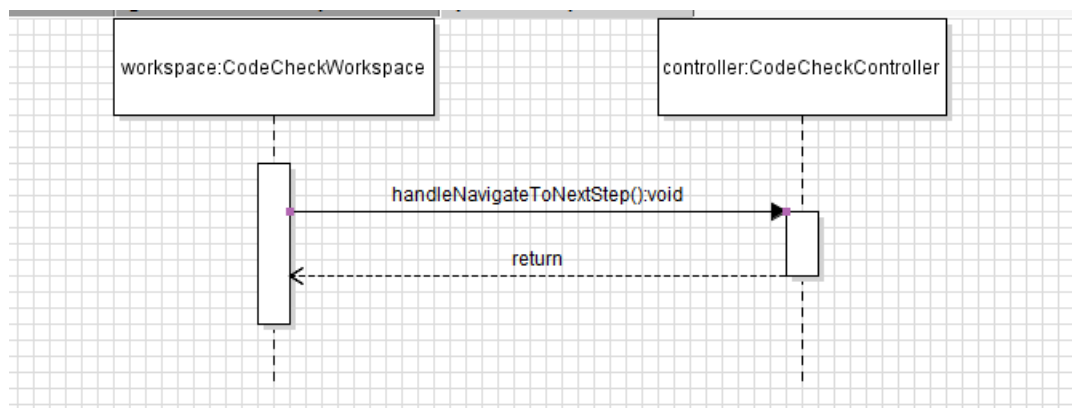 workspace:CodeCheckWorkspace
controller:CodeCheckController
handleNavigateToNextStep():void
return